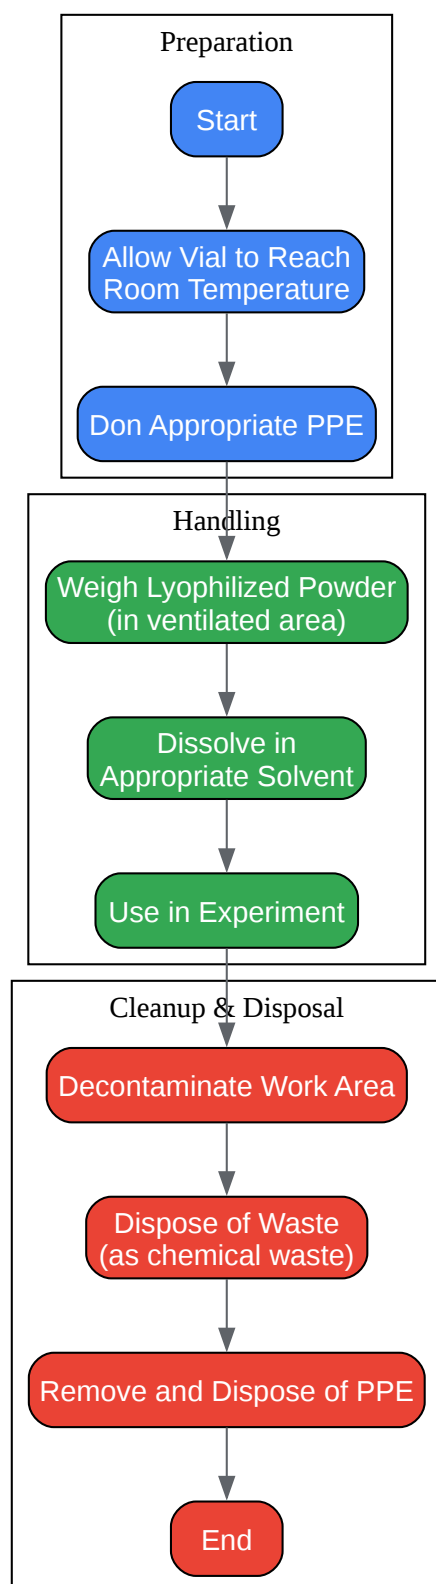 Preparation
Start
Allow Vial to Reach
Room Temperature
Don Appropriate PPE
Handling
Weigh Lyophilized Powder
(in ventilated area)
Dissolve in
Appropriate Solvent
Use in Experiment
Cleanup & Disposal
Decontaminate Work Area
Dispose of Waste
(as chemical waste)
Remove and Dispose of PPE
End